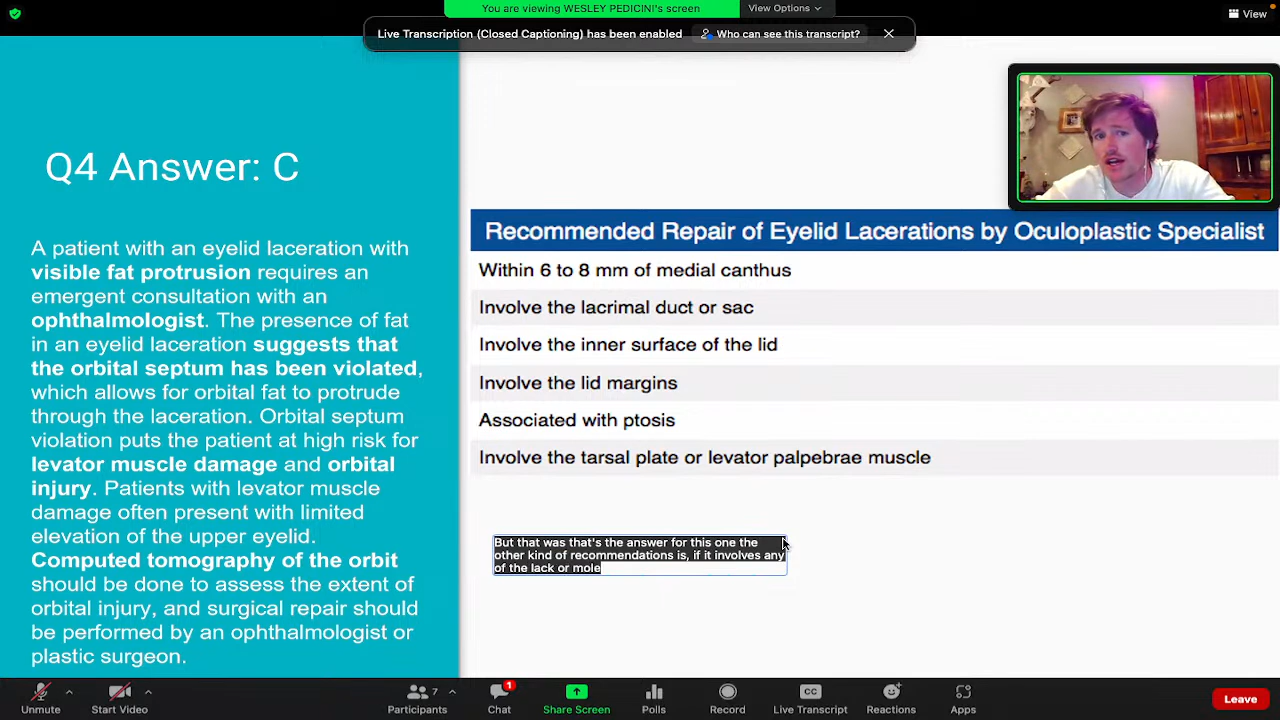 You are viewing WESLEY PEDICINI's screen
View Options
View
Live Transcription (Closed Captioning) has been enabled
Who can see this transcript?
Q4 Answer: C
A patient with an eyelid laceration with
visible fat protrusion requires an
emergent consultation with an
ophthalmologist. The presence of fat
in an eyelid laceration suggests that
the orbital septum has been violated,
which allows for orbital fat to protrude
through the laceration. Orbital septum
violation puts the patient at high risk for
levator muscle damage and orbital
injury. Patients with levator muscle
damage often present with limited
elevation of the upper eyelid.
Computed tomography of the orbit
should be done to assess the extent of
orbital injury, and surgical repair should
be performed by an ophthalmologist or
plastic surgeon.
Recommended Repair of Eyelid Lacerations by Oculoplastic Specialist
Within 6 to 8 mm of medial canthus
Involve the lacrimal duct or sac
Involve the inner surface of the lid
Involve the lid margins
Associated with ptosis
Involve the tarsal plate or levator palpebrae muscle
But that was that's the answer for this one the
other kind of recommendations is, if it involves any
of the lack or mole
Unmute
Start Video
7
Participants
1
Chat
Share Screen
Polls
Record
CC
Live Transcript
Reactions
Apps
Leave